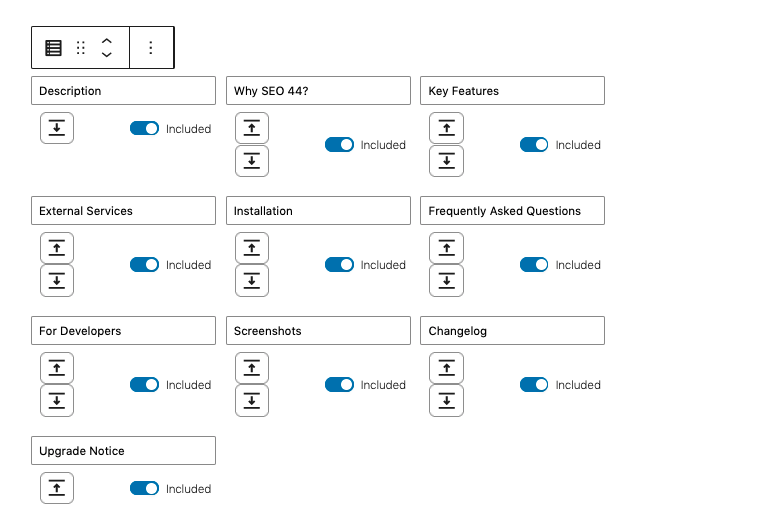 Description
Why SEO 44?
Key Features
Included
Included
Included
External Services
Installation
Frequently Asked Questions
Included
Included
Included
For Developers
Screenshots
Changelog
Included
Included
Included
Upgrade Notice
Included